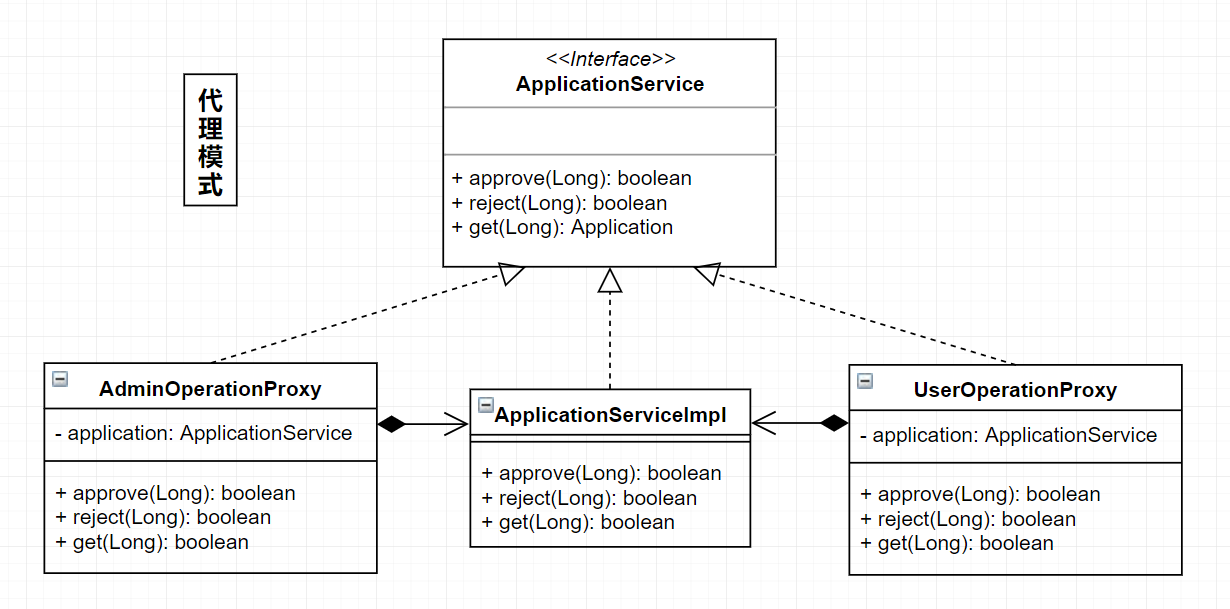 代理模式
<<Interface>>
ApplicationService
+ approve(Long): boolean
+ reject(Long): boolean
+ get(Long): Application
AdminOperationProxy
- application: ApplicationService
+ approve(Long): boolean
+ reject(Long): boolean
+ get(Long): boolean
ApplicationServiceImpl
+ approve(Long): boolean
+ reject(Long): boolean
+ get(Long): boolean
UserOperationProxy
- application: ApplicationService
+ approve(Long): boolean
+ reject(Long): boolean
+ get(Long): boolean